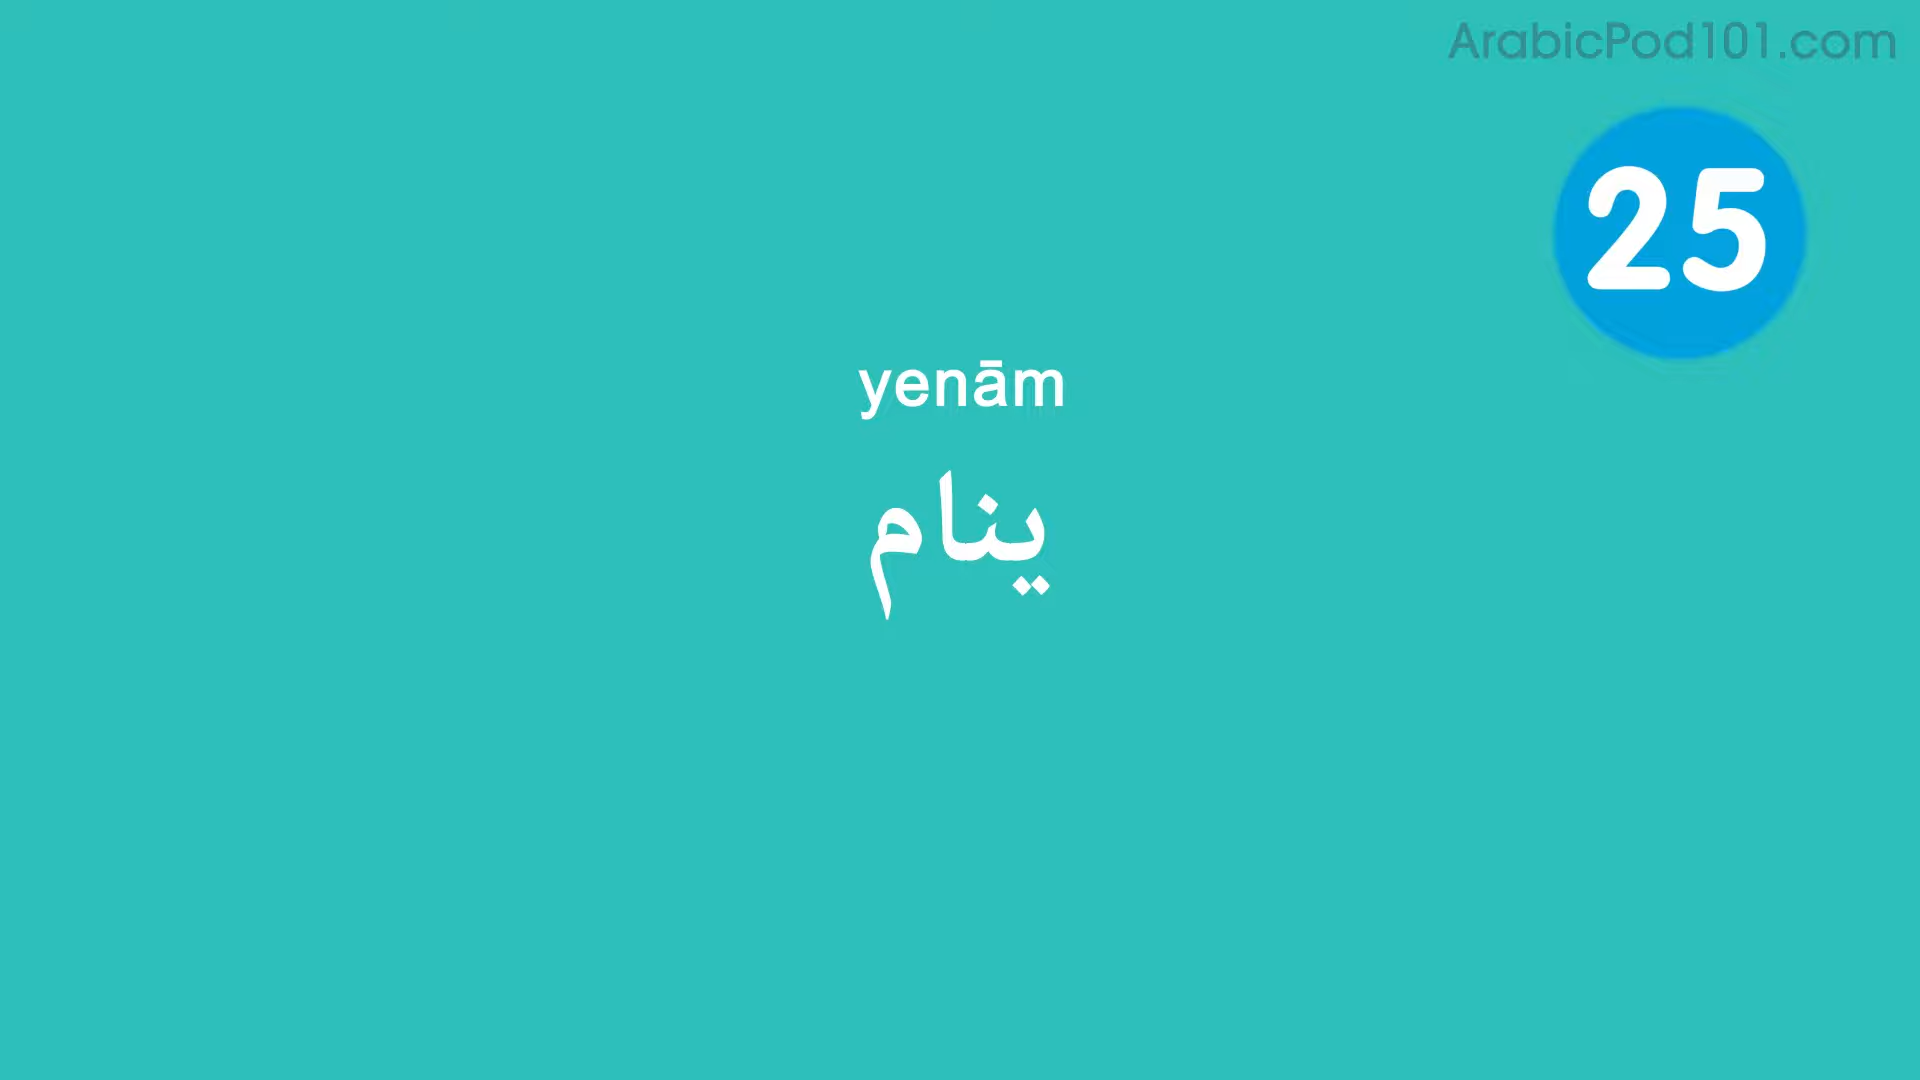 ArabicPod101.com
25
yenām
ينام